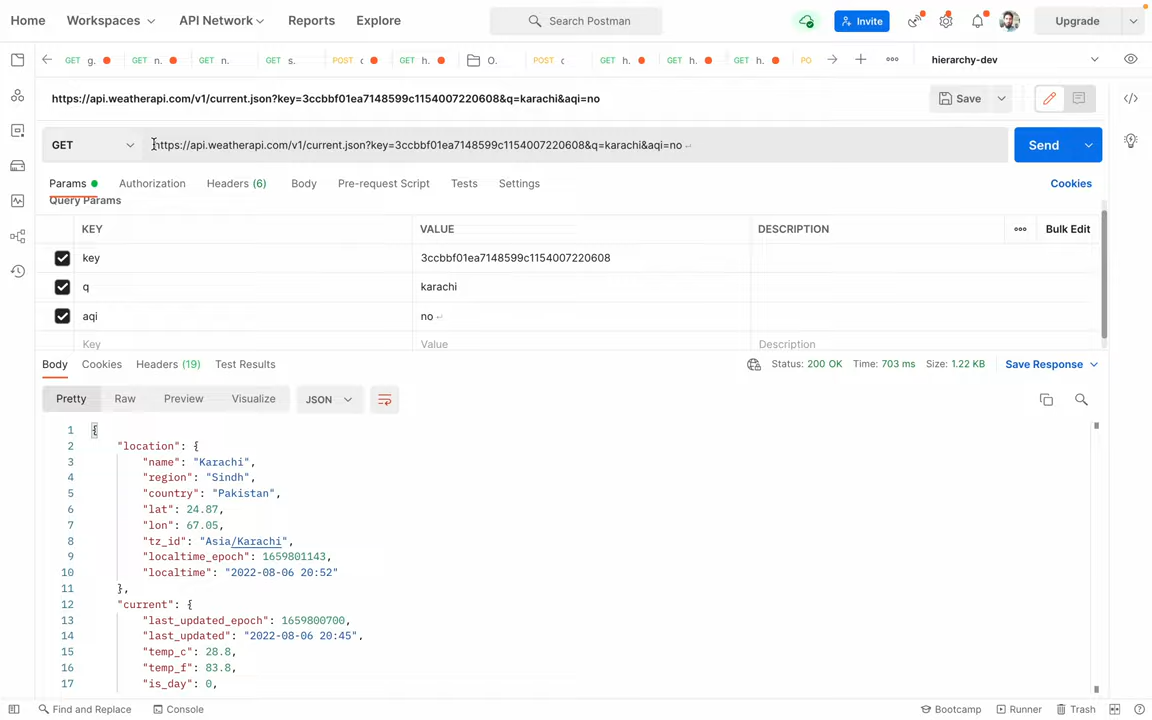 Home Workspaces API Network Reports Explore Search Postman Invite Upgrade
GET g. GET n. GET n. GET s. POST c GET h. O. POST c GET h. GET h. GET h. PO hierarchy-dev
https://api.weatherapi.com/v1/current.json?key=3ccbbf01ea7148599c1154007220608&q=karachi&aqi=no Save
GET https://api.weatherapi.com/v1/current.json?key=3ccbbf01ea7148599c1154007220608&q=karachi&aqi=no Send
Params Authorization Headers (6) Body Pre-request Script Tests Settings Cookies
Query Params
KEY VALUE DESCRIPTION Bulk Edit
key 3ccbbf01ea7148599c1154007220608
q karachi
aqi no
Key Value Description
Body Cookies Headers (19) Test Results Status: 200 OK Time: 703 ms Size: 1.22 KB Save Response
Pretty Raw Preview Visualize JSON
1 {
2 "location": {
3 "name": "Karachi",
4 "region": "Sindh",
5 "country": "Pakistan",
6 "lat": 24.87,
7 "lon": 67.05,
8 "tz_id": "Asia/Karachi",
9 "localtime_epoch": 1659801143,
10 "localtime": "2022-08-06 20:52"
11 },
12 "current": {
13 "last_updated_epoch": 1659800700,
14 "last_updated": "2022-08-06 20:45",
15 "temp_c": 28.8,
16 "temp_f": 83.8,
17 "is_day": 0,
Find and Replace Console Bootcamp Runner Trash